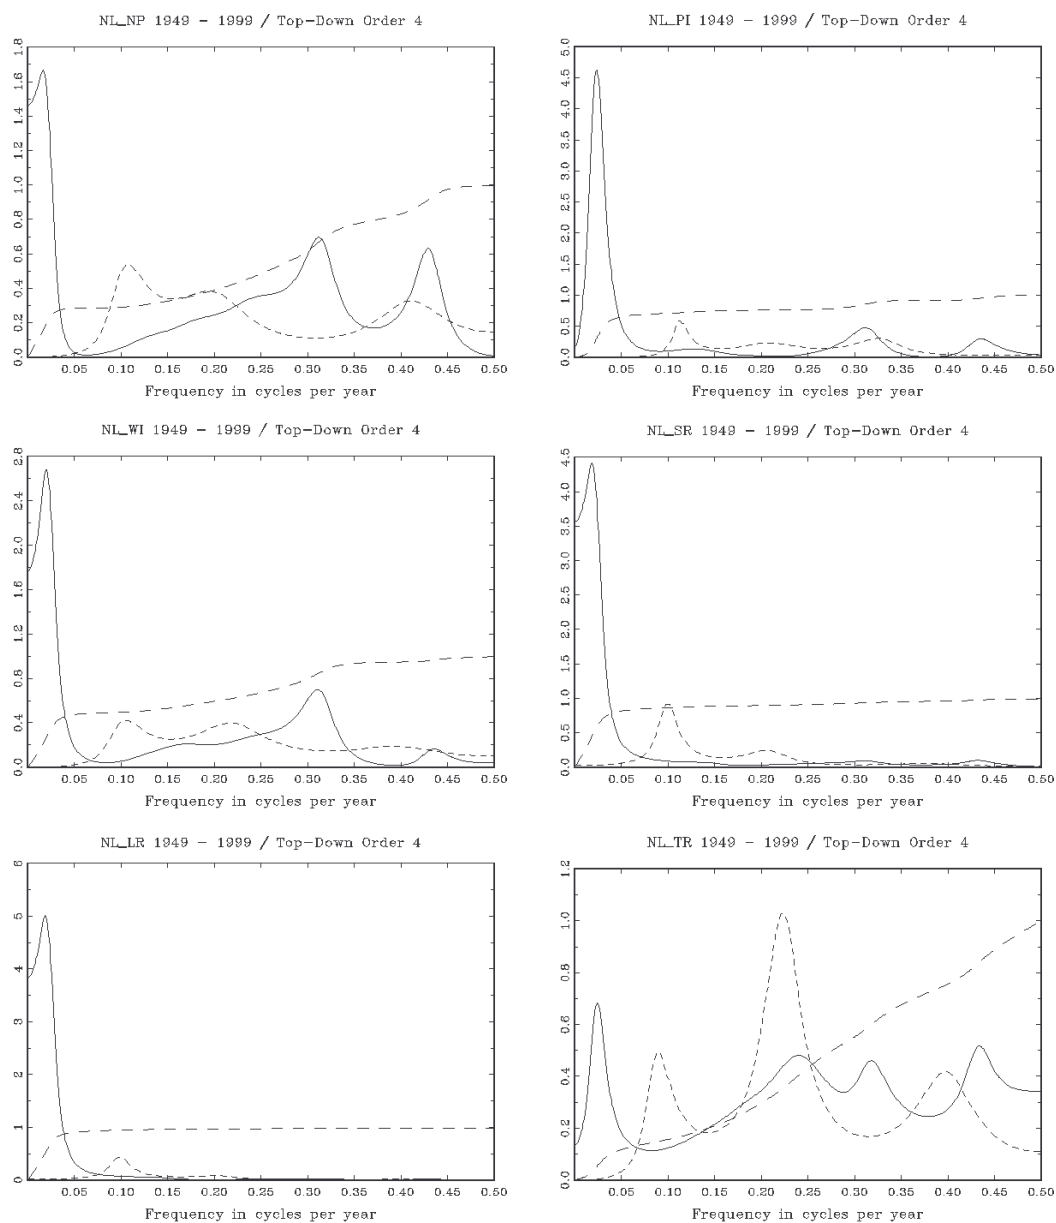 NL_NP 1949 - 1999 / Top-Down Order 4
1.8
1.6
1.4
1.2
1.0
0.8
0.6
0.4
0.2
0.0
0.05 0.10 0.15 0.20 0.25 0.30 0.35 0.40 0.45 0.50
Frequency in cycles per year
NL_PI 1949 - 1999 / Top-Down Order 4
5.0
4.5
4.0
3.5
3.0
2.5
2.0
1.5
1.0
0.5
0.0
0.05 0.10 0.15 0.20 0.25 0.30 0.35 0.40 0.45 0.50
Frequency in cycles per year
NL_WI 1949 - 1999 / Top-Down Order 4
2.8
2.4
2.0
1.6
1.2
0.8
0.4
0.0
0.05 0.10 0.15 0.20 0.25 0.30 0.35 0.40 0.45 0.50
Frequency in cycles per year
NL_SR 1949 - 1999 / Top-Down Order 4
4.5
4.0
3.5
3.0
2.5
2.0
1.5
1.0
0.5
0.0
0.05 0.10 0.15 0.20 0.25 0.30 0.35 0.40 0.45 0.50
Frequency in cycles per year
NL_LR 1949 - 1999 / Top-Down Order 4
6
5
4
3
2
1
0
0.05 0.10 0.15 0.20 0.25 0.30 0.35 0.40 0.45 0.50
Frequency in cycles per year
NL_TR 1949 - 1999 / Top-Down Order 4
1.2
1.0
0.8
0.6
0.4
0.2
0.0
0.05 0.10 0.15 0.20 0.25 0.30 0.35 0.40 0.45 0.50
Frequency in cycles per year